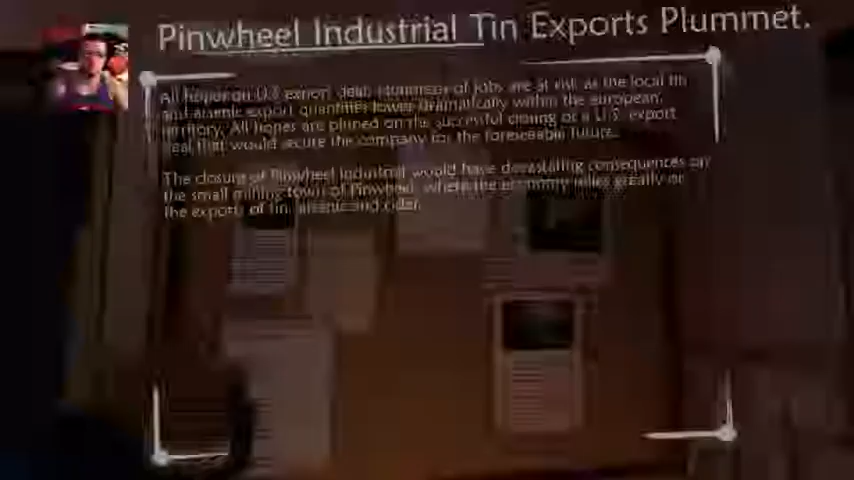 Pinwheel Industrial Tin Exports Plummet.
All hopes on U.S export deal. Hundreds of jobs are at risk as the local tin
and arsenic export quantities lower dramatically within the european
territory. All hopes are pinned on the successful closing of a U.S. export
deal that would secure the company for the foreseeable future.
The closure of Pinwheel Industrial would have devastating consequences on
the small mining town of Pinwheel, where the economy relies greatly on
the exports of tin, arsenic and cider.